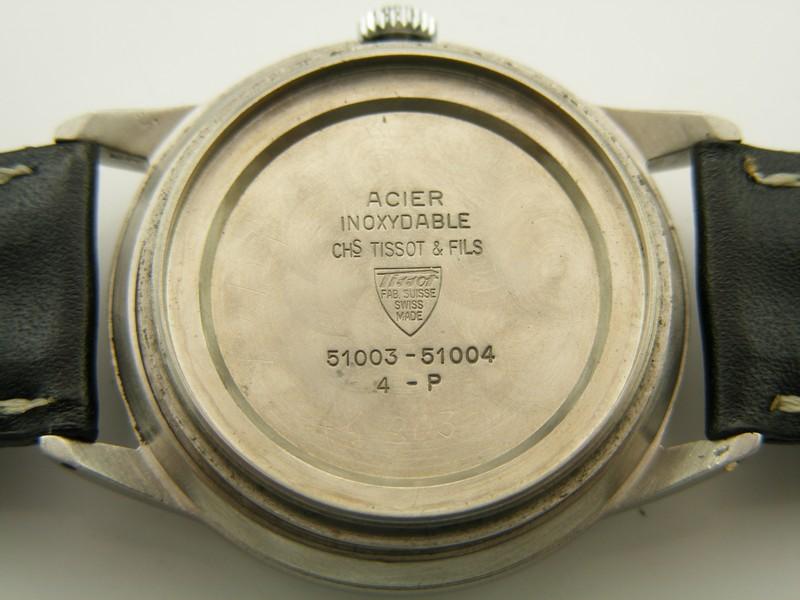 ACIER
INOXYDABLE
CHS TISSOT & FILS
Tissot
FAB. SUISSE
SWISS
MADE
51003-51004
4 - P